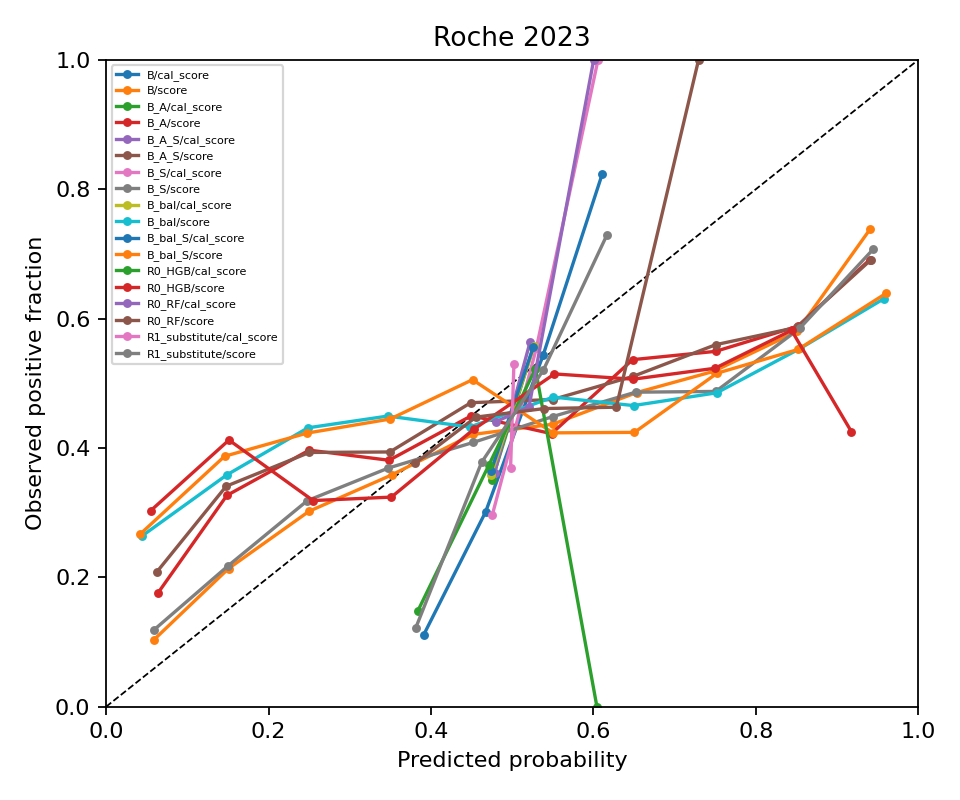 Roche 2023
1.0
0.8
0.6
0.4
0.2
0.0
Observed positive fraction
B/cal_score
B/score
B_A/cal_score
B_A/score
B_A_S/cal_score
B_A_S/score
B_S/cal_score
B_S/score
B_bal/cal_score
B_bal/score
B_bal_S/cal_score
B_bal_S/score
R0_HGB/cal_score
R0_HGB/score
R0_RF/cal_score
R0_RF/score
R1_substitute/cal_score
R1_substitute/score
0.0 0.2 0.4 0.6 0.8 1.0
Predicted probability